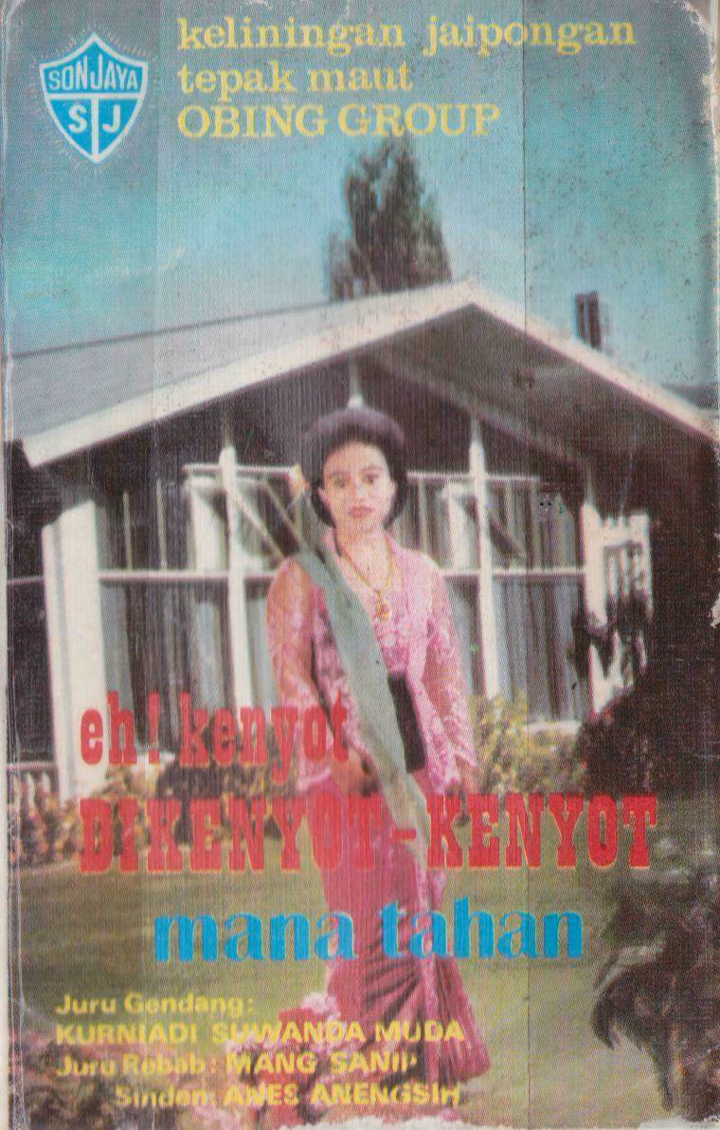 SONJAYA
S J
keliningan jaipongan
tepak maut
OBING GROUP
eh! kenyot
DIKENYOT-KENYOT
mana tahan
Juru Gendang:
KURNIADI SUWANDA MUDA
Juru Rebab: MANG SANIP
Sinden: ANES ANENGSIH